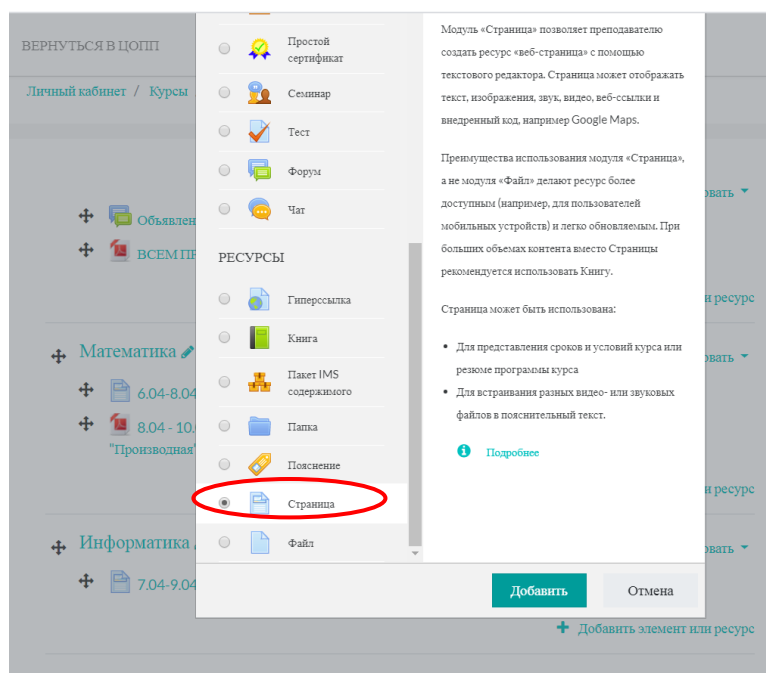 ВЕРНУТЬСЯ В ЦОПП
Личный кабинет / Курсы
Объявлен
ВСЕМ ПР
Математика
6.04-8.04
8.04 - 10.
"Производная"
Информатика
7.04-9.04
Простой
сертификат
Семинар
Тест
Форум
Чат
РЕСУРСЫ
Гиперссылка
Книга
Пакет IMS
содержимого
Папка
Пояснение
Страница
Файл
Модуль «Страница» позволяет преподавателю
создать ресурс «веб-страница» с помощью
текстового редактора. Страница может отображать
текст, изображения, звук, видео, веб-ссылки и
внедренный код, например Google Maps.
Преимущества использования модуля «Страница»,
а не модуля «Файл» делают ресурс более
доступным (например, для пользователей
мобильных устройств) и легко обновляемым. При
больших объемах контента вместо Страницы
рекомендуется использовать Книгу.
Страница может быть использована:
• Для представления сроков и условий курса или
резюме программы курса
• Для встраивания разных видео- или звуковых
файлов в пояснительный текст.
Подробнее
Добавить
Отмена
овать
и ресурс
овать
и ресурс
овать
Добавить элемент или ресурс